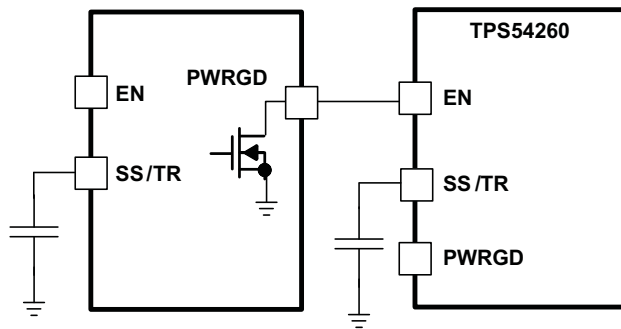 TPS54260
PWRGD
EN
EN
SS/TR
SS/TR
PWRGD